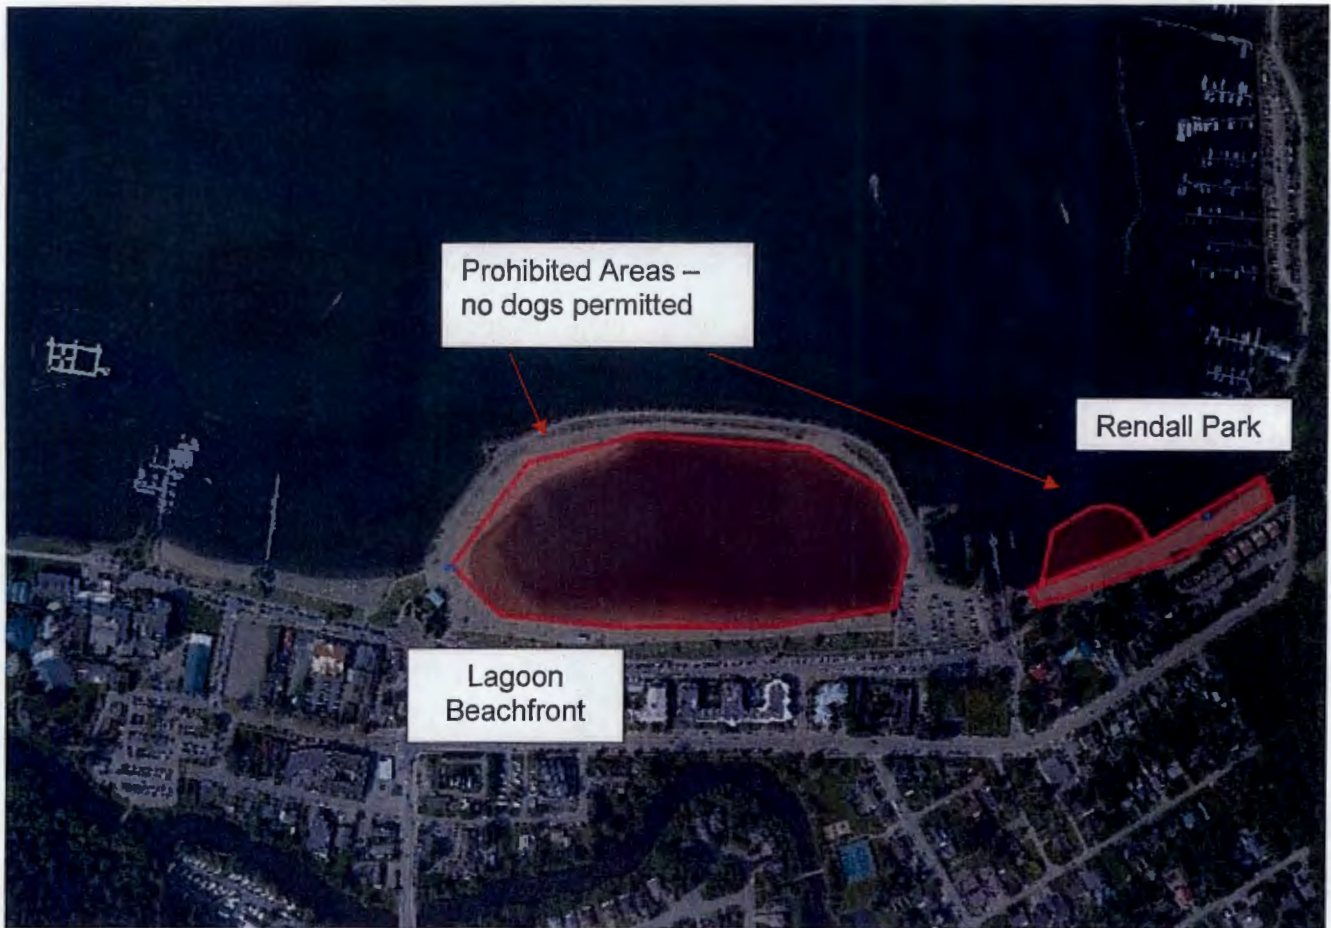 Prohibited Areas –
no dogs permitted
Rendall Park
Lagoon
Beachfront